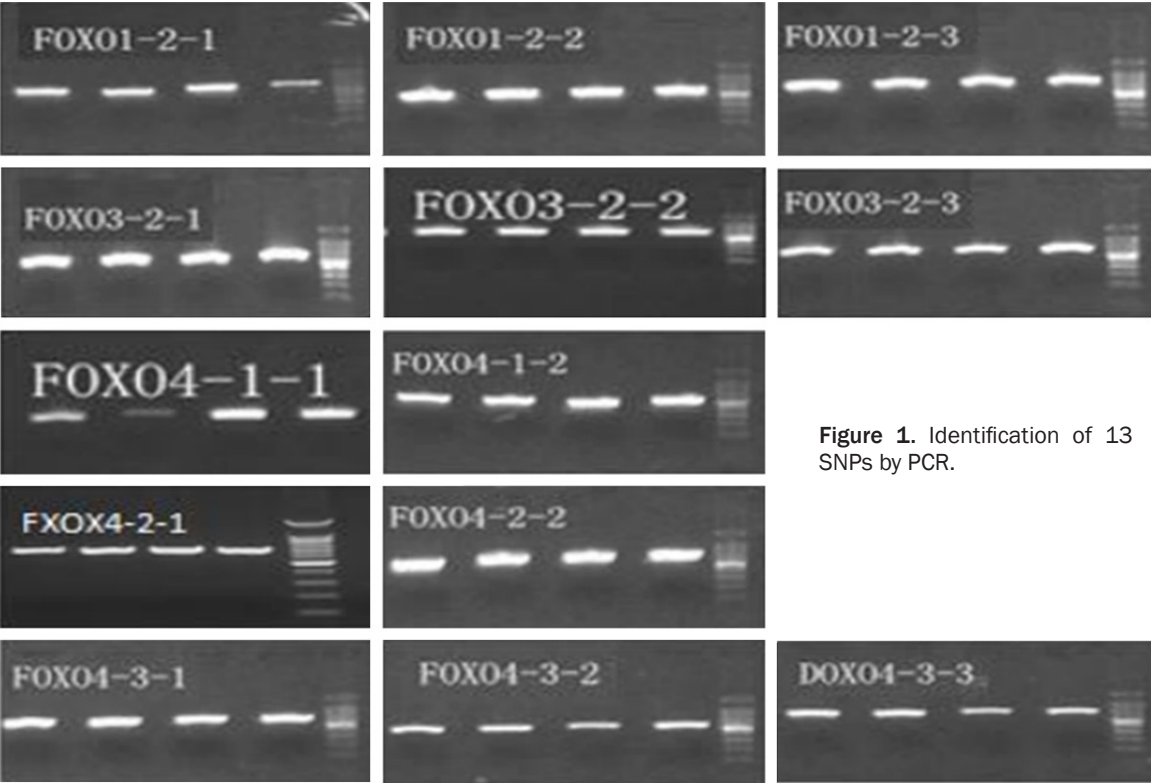 FOXO1-2-1
FOXO1-2-2
FOXO1-2-3
FOXO3-2-1
FOXO3-2-2
FOXO3-2-3
FOXO4-1-1
FOXO4-1-2
Figure 1. Identification of 13
SNPs by PCR.
FXOX4-2-1
FOXO4-2-2
FOXO4-3-1
FOXO4-3-2
DOXO4-3-3